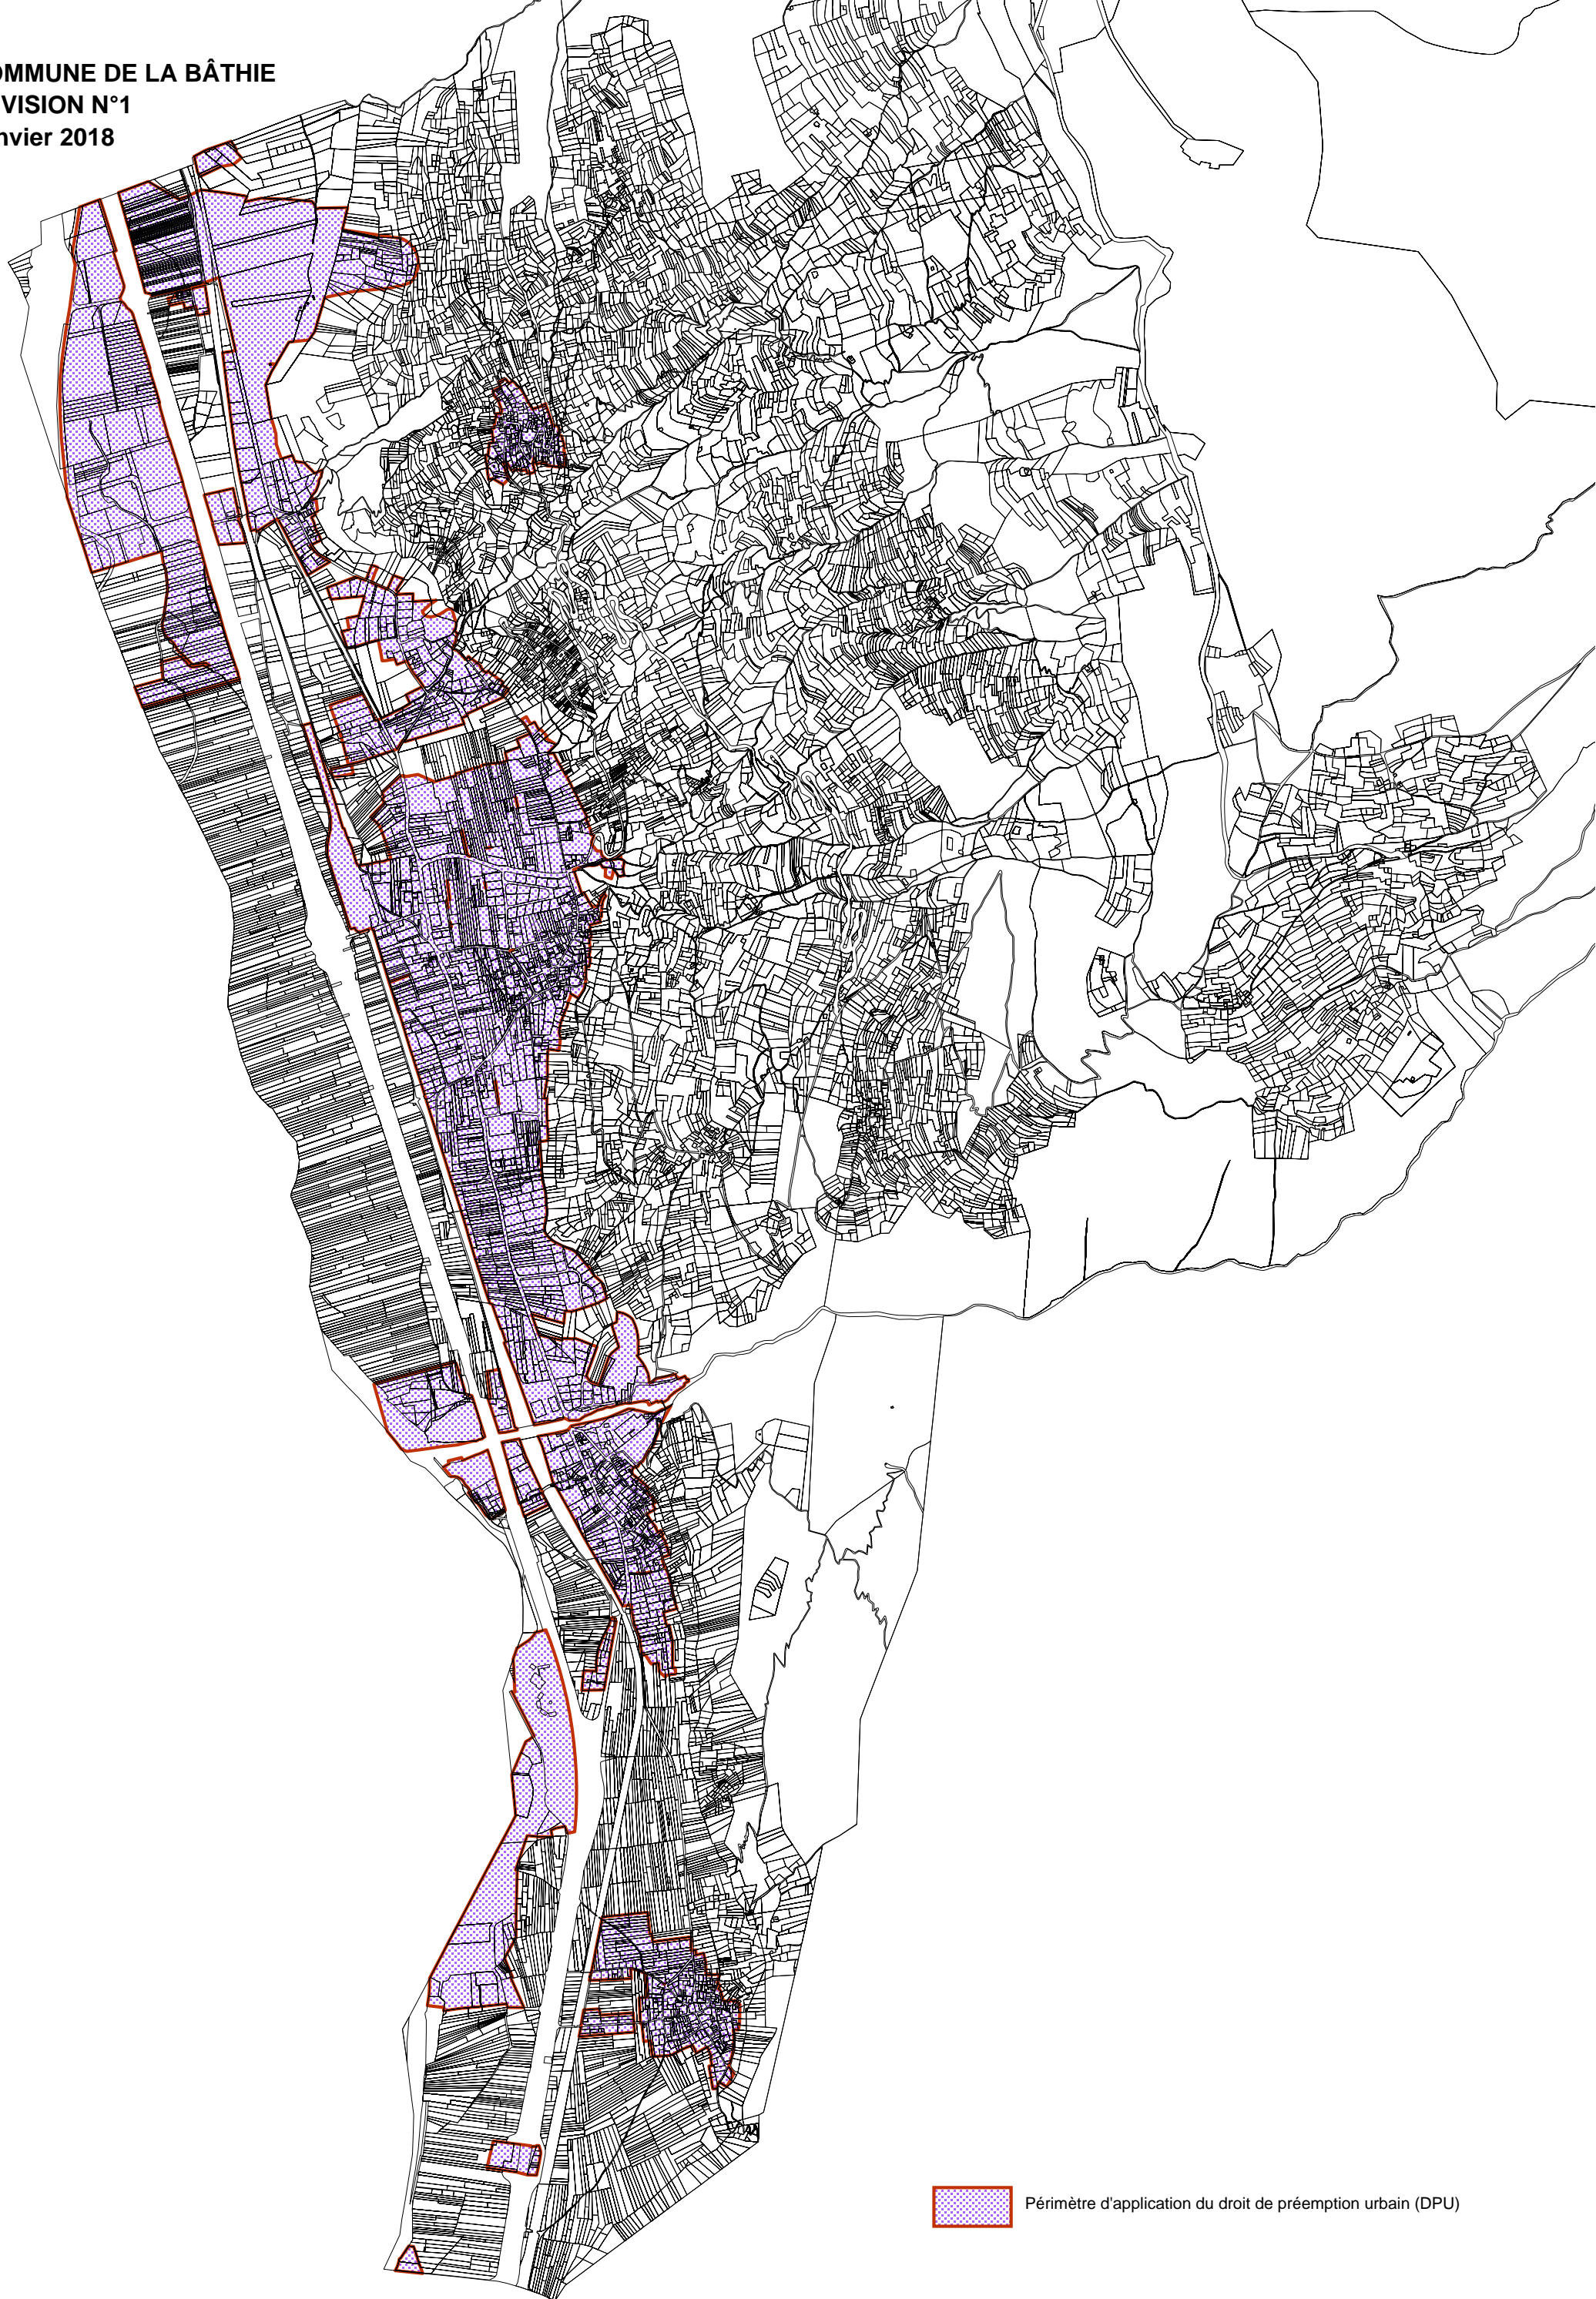 OMMUNE DE LA BÂTHIE
VISION N°1
nvier 2018
Périmètre d'application du droit de préemption urbain (DPU)